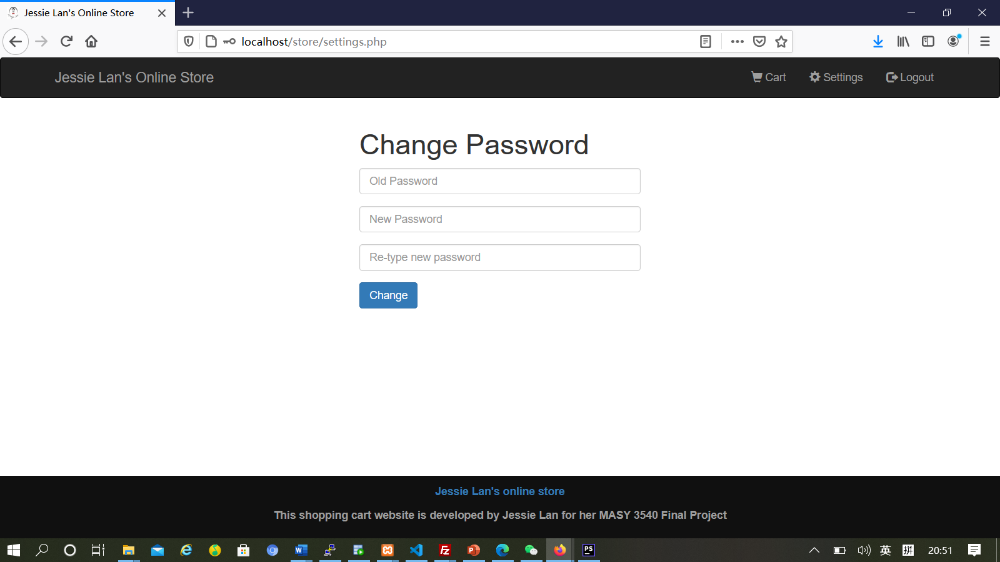 Jessie Lan's Online Store
localhost/store/settings.php
Jessie Lan's Online Store
Cart
Settings
Logout
Change Password
Old Password
New Password
Re-type new password
Change
Jessie Lan's online store
This shopping cart website is developed by Jessie Lan for her MASY 3540 Final Project
英
拼
20:51